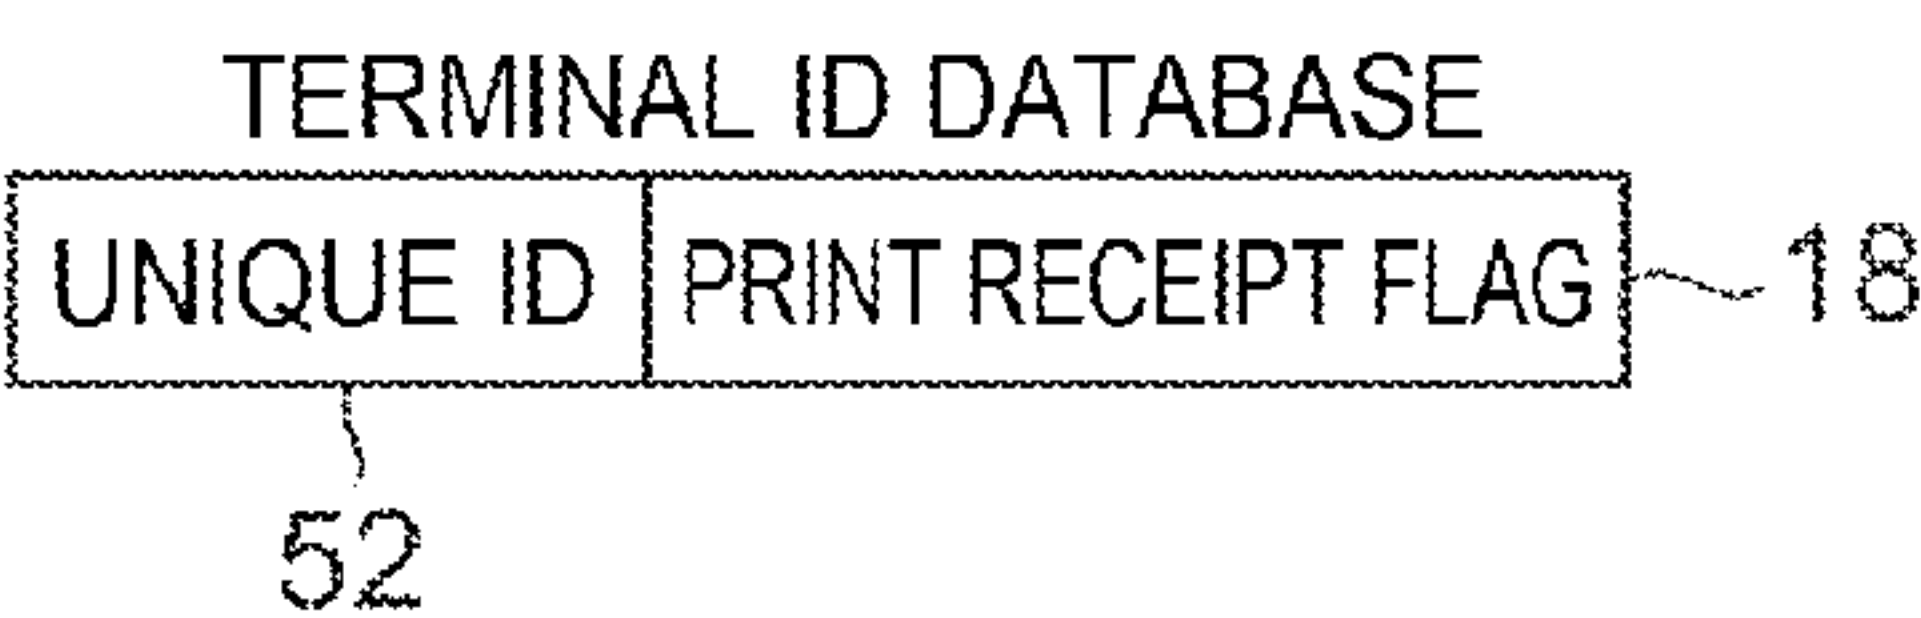 TERMINAL ID DATABASE
UNIQUE ID PRINT RECEIPT FLAG 18
52